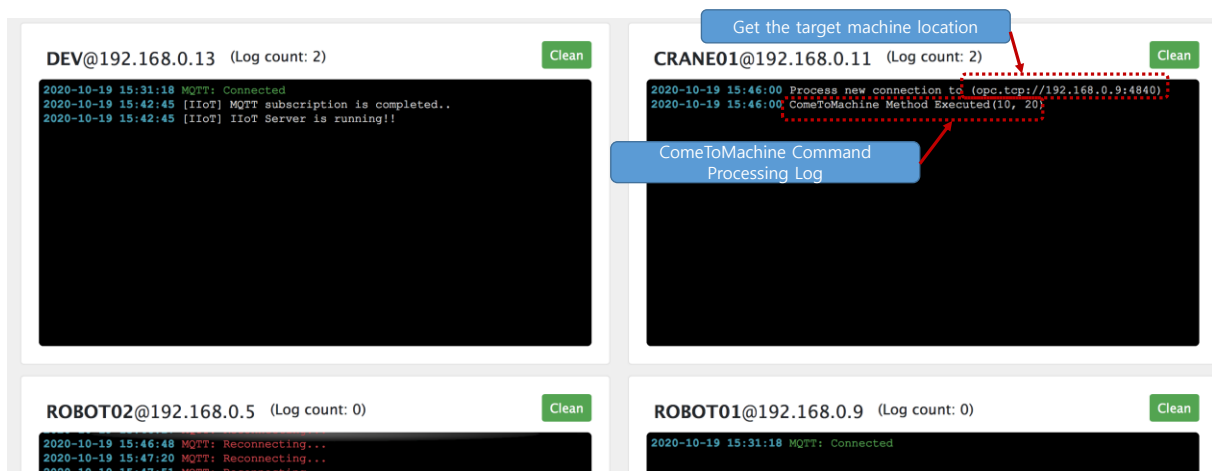 Get the target machine location
DEV@192.168.0.13 (Log count: 2)
Clean
2020-10-19 15:31:18 MQTT: Connected
2020-10-19 15:42:45 [IIoT] MQTT subscription is completed..
2020-10-19 15:42:45 [IIoT] IIoT Server is running!!
CRANE01@192.168.0.11 (Log count: 2)
Clean
2020-10-19 15:46:00 Process new connection to (opc.tcp://192.168.0.9:4840)
2020-10-19 15:46:00 ComeToMachine Method Executed(10, 20)
ComeToMachine Command
Processing Log
ROBOT02@192.168.0.5 (Log count: 0)
Clean
2020-10-19 15:46:48 MQTT: Reconnecting...
2020-10-19 15:47:20 MQTT: Reconnecting...
ROBOT01@192.168.0.9 (Log count: 0)
Clean
2020-10-19 15:31:18 MQTT: Connected